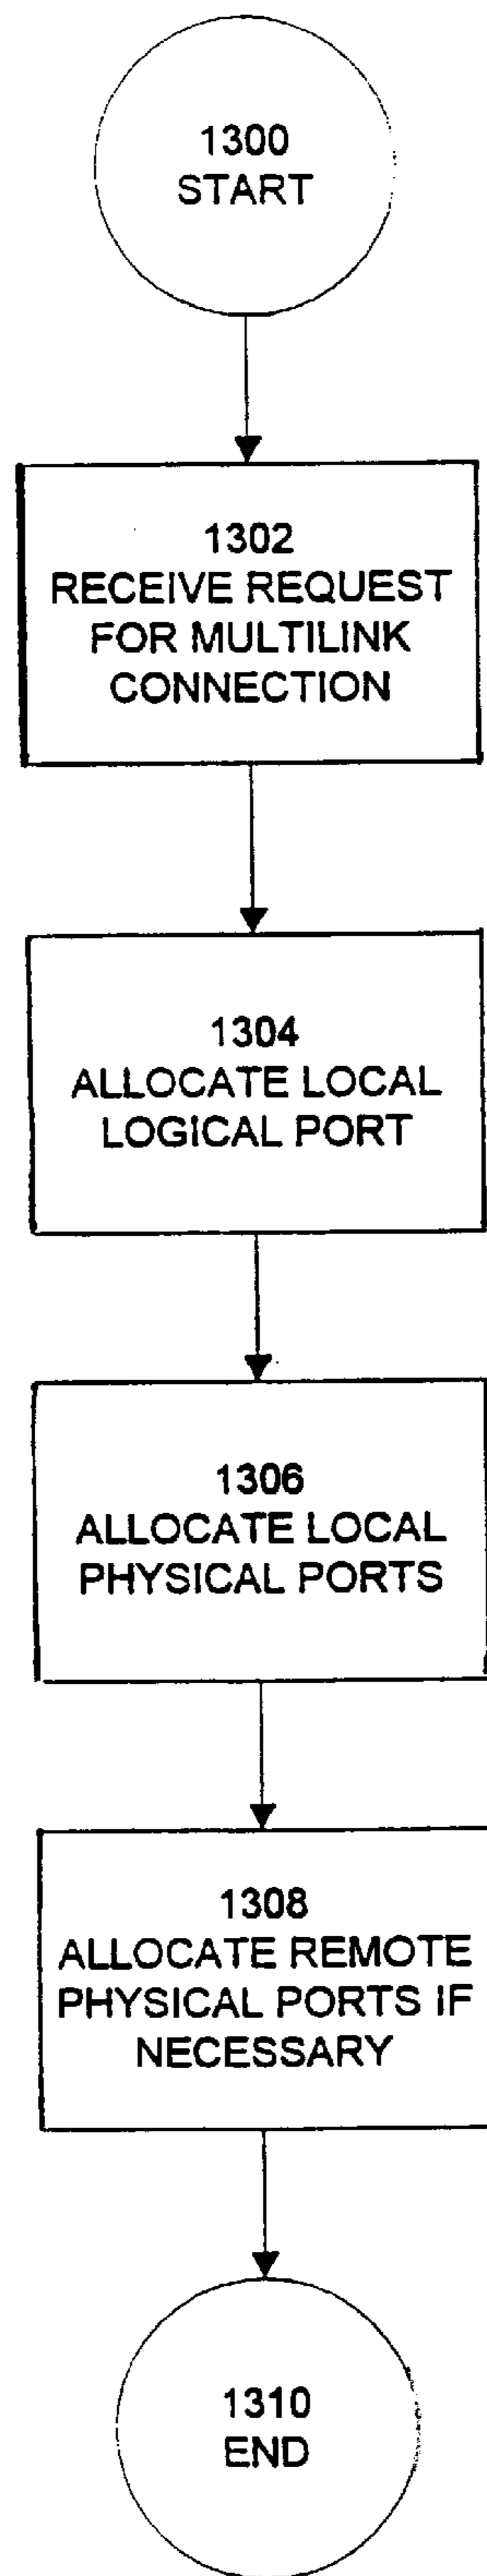 1300
START
1302
RECEIVE REQUEST
FOR MULTILINK
CONNECTION
1304
ALLOCATE LOCAL
LOGICAL PORT
1306
ALLOCATE LOCAL
PHYSICAL PORTS
1308
ALLOCATE REMOTE
PHYSICAL PORTS IF
NECESSARY
1310
END